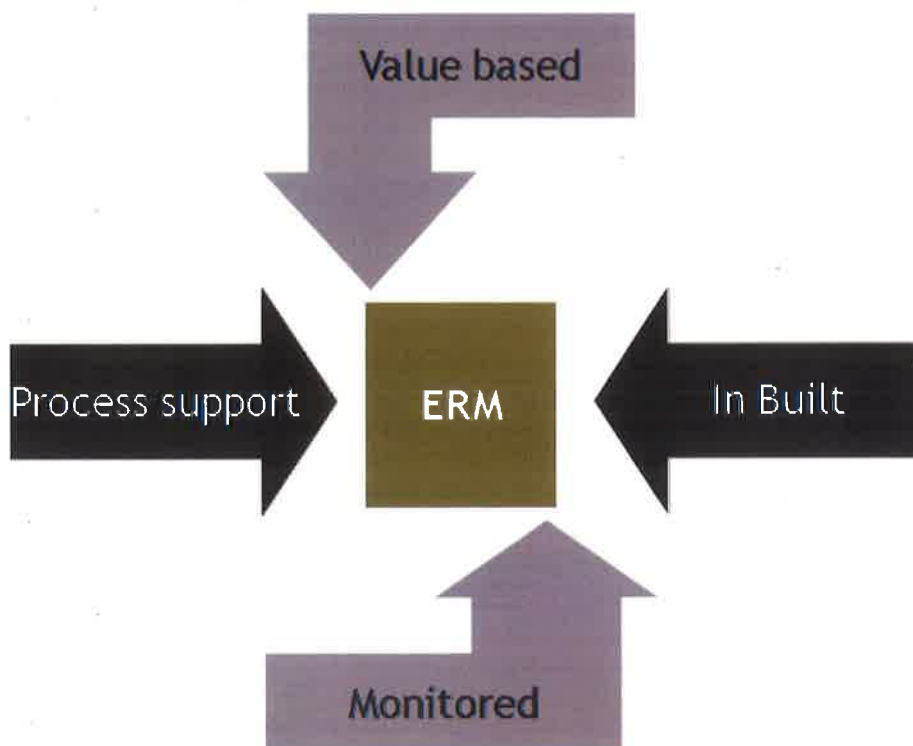 Value based
Process support
ERM
In Built
Monitored